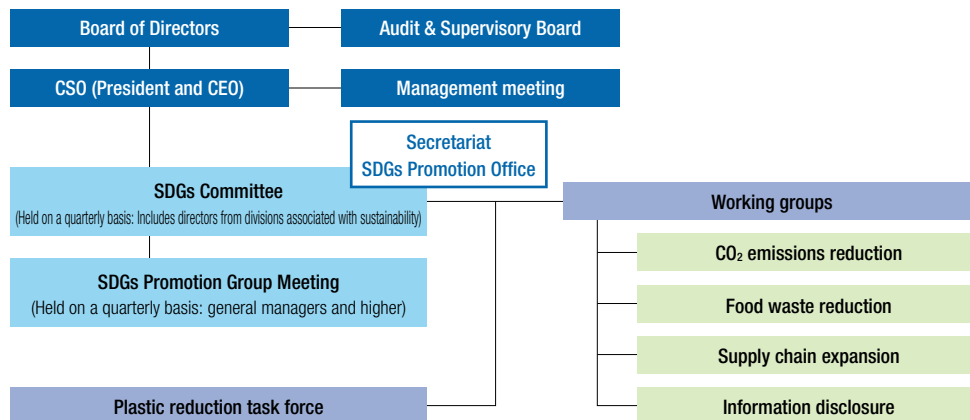 Board of Directors
Audit & Supervisory Board
CSO (President and CEO)
Management meeting
Secretariat
SDGs Promotion Office
SDGs Committee
(Held on a quarterly basis: Includes directors from divisions associated with sustainability)
Working groups
CO₂ emissions reduction
SDGs Promotion Group Meeting
(Held on a quarterly basis: general managers and higher)
Food waste reduction
Supply chain expansion
Plastic reduction task force
Information disclosure